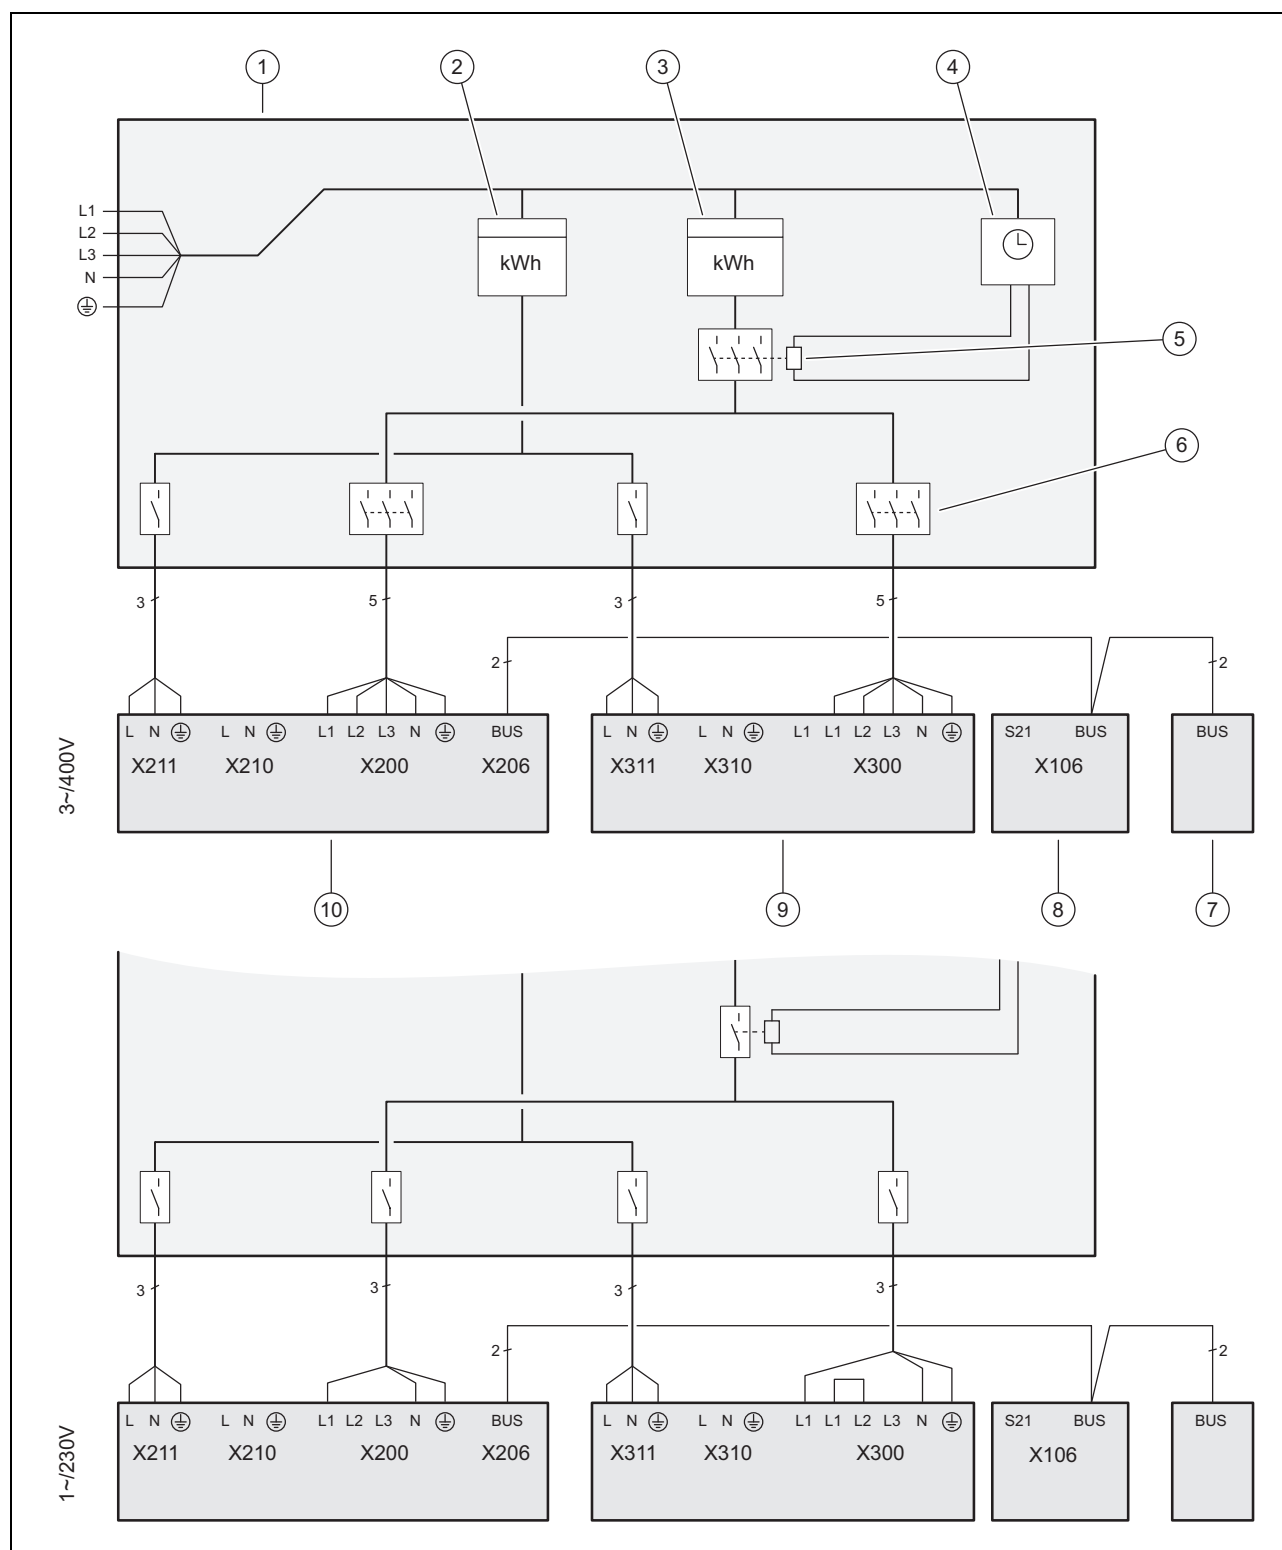 1 2 3 4
L1
L2
L3
N
kWh kWh
5
6
3 5 3 5
2 2
L N L N L1 L2 L3 N BUS
X211 X210 X200 X206
L N L N L1 L1 L2 L3 N
X311 X310 X300
S21 BUS
X106
BUS
3~/400V
10 9 8 7
3 3 3 3
2 2
L N L N L1 L2 L3 N BUS
X211 X210 X200 X206
L N L N L1 L1 L2 L3 N
X311 X310 X300
S21 BUS
X106
BUS
1~/230V